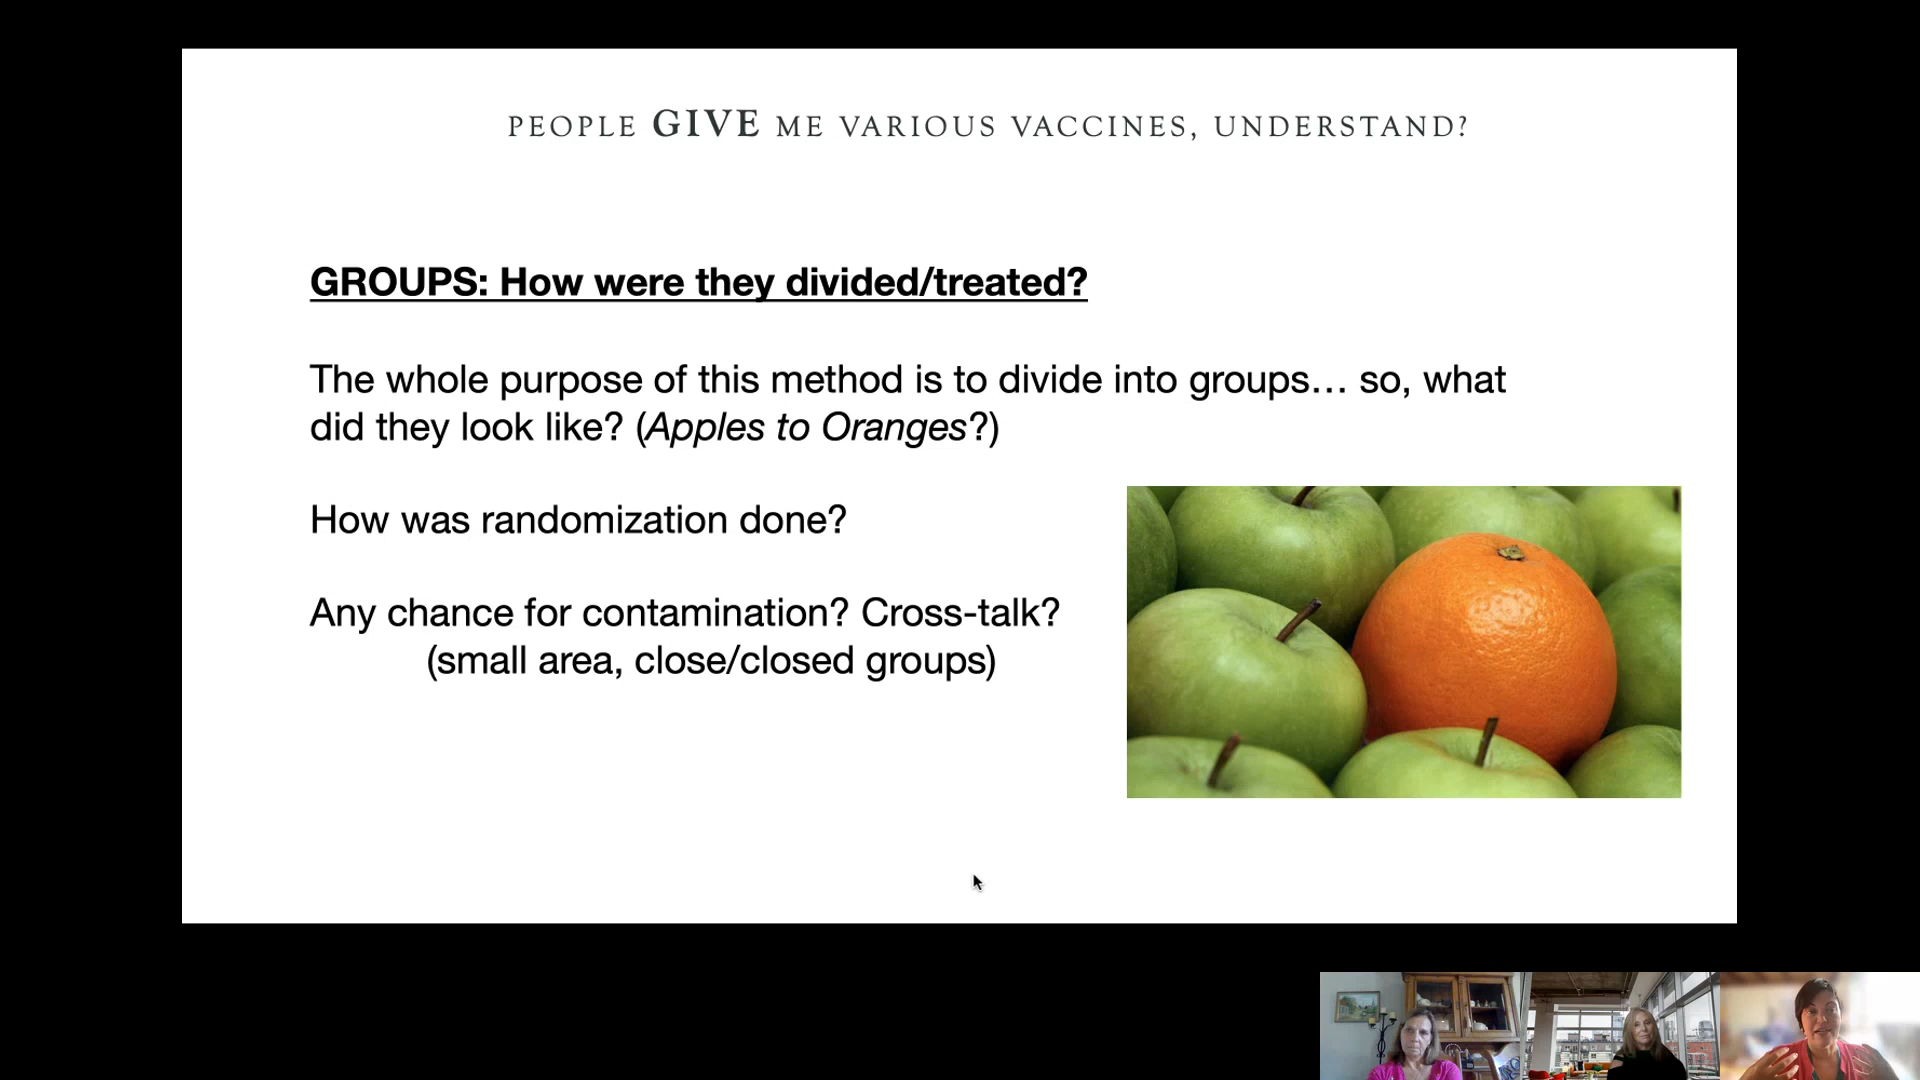 PEOPLE GIVE ME VARIOUS VACCINES, UNDERSTAND?
GROUPS: How were they divided/treated?
The whole purpose of this method is to divide into groups… so, what
did they look like? (Apples to Oranges?)
How was randomization done?
Any chance for contamination? Cross-talk?
(small area, close/closed groups)